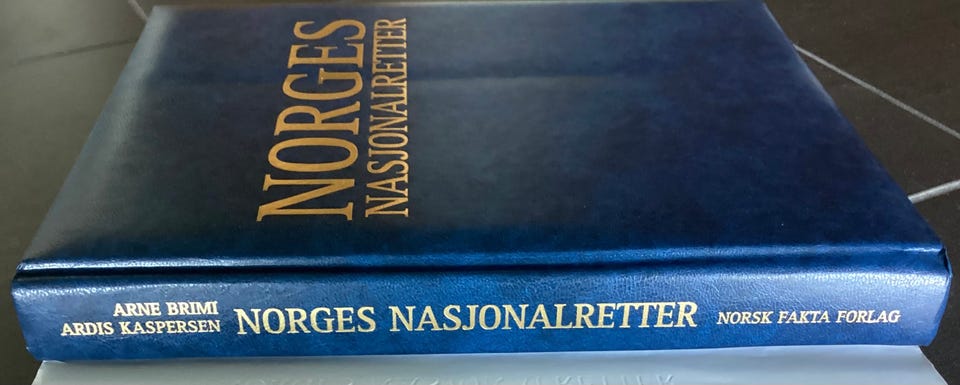 NORGES
NASJONALRETTER
ARNE BRIMI
ARDIS KASPERSEN
NORGES NASJONALRETTER
NORSK FAKTA FORLAG